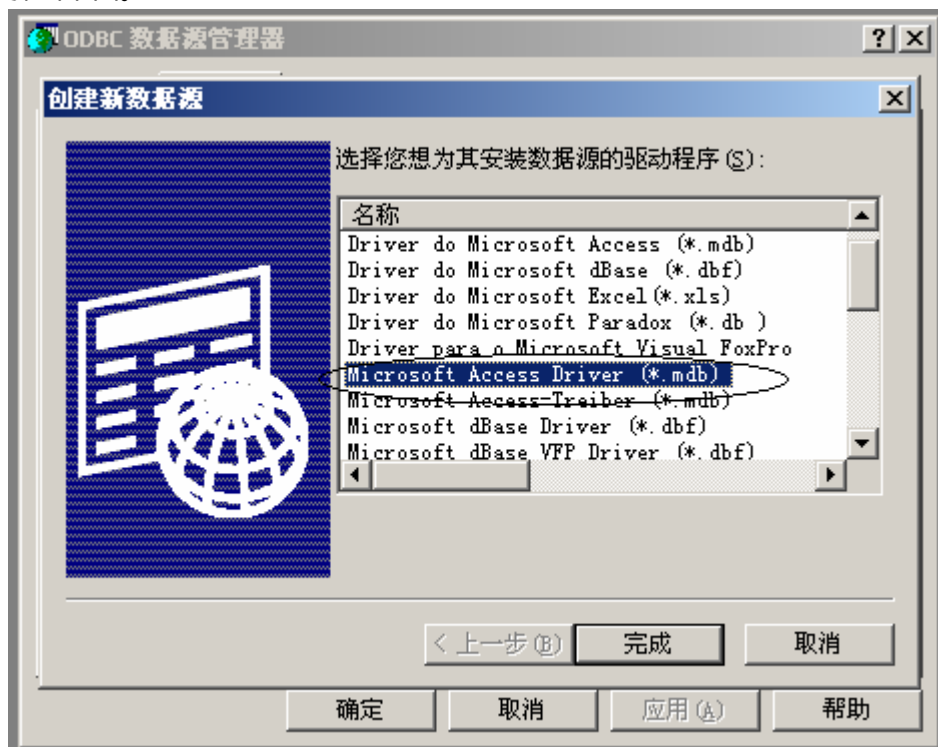 ODBC 数据源管理器
创建新数据源
选择您想为其安装数据源的驱动程序(S):
名称
Driver do Microsoft Access (*.mdb)
Driver do Microsoft dBase (*.dbf)
Driver do Microsoft Excel(*.xls)
Driver do Microsoft Paradox (*.db )
Driver para o Microsoft Visual FoxPro
Microsoft Access Driver (*.mdb)
Microsoft Access-Treiber (*.mdb)
Microsoft dBase Driver (*.dbf)
Microsoft dBase VFP Driver (*.dbf)
< 上一步(B) 完成 取消
确定 取消 应用(A) 帮助